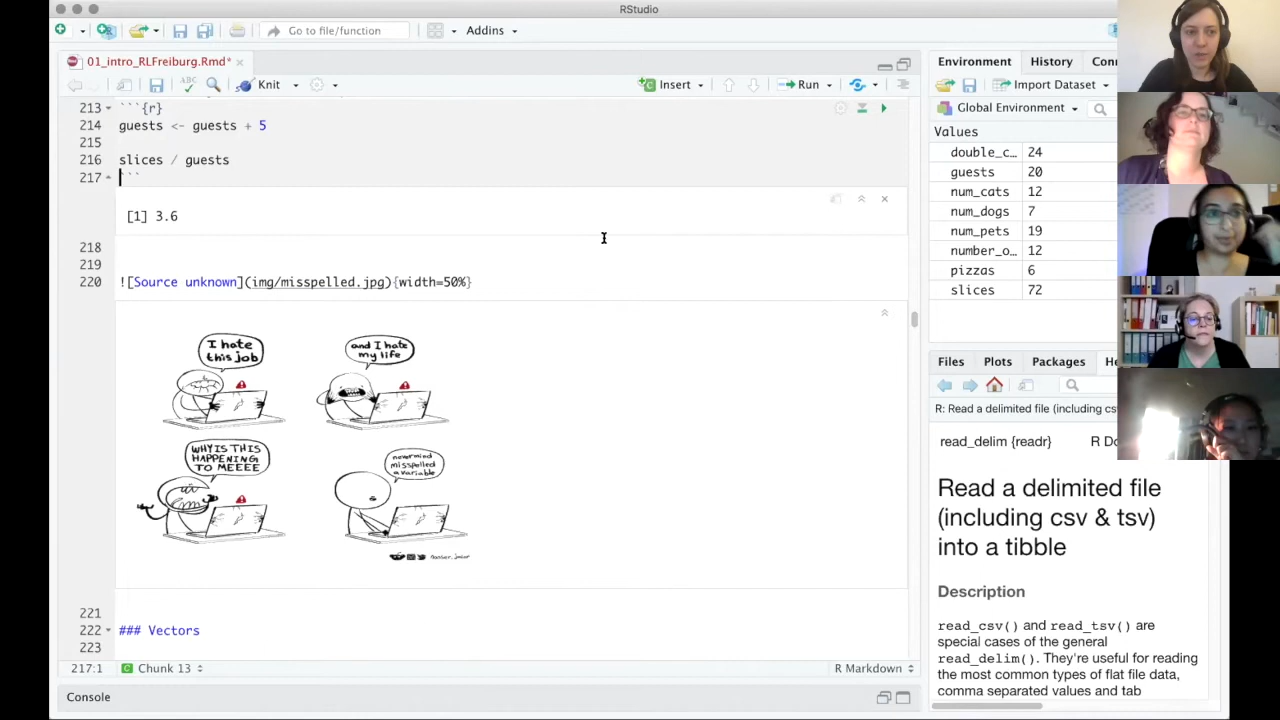 RStudio
Go to file/function
Addins
01_intro_RLFreiburg.Rmd*
ABC
Knit
Insert
Run
213 ```{r}
214 guests <- guests + 5
215
216 slices / guests
217 ```
[1] 3.6
218
219
220 ![Source unknown](img/misspelled.jpg){width=50%}
I hate
this job
and I hate
my life
WHY IS THIS
HAPPENING
TO MEEEE
nevermind
misspelled
a variable
221
222 ### Vectors
223
217:1 Chunk 13
R Markdown
Console
Environment History Conn
Import Dataset
Global Environment
Values
double_c… 24
guests 20
num_cats 12
num_dogs 7
num_pets 19
number_o… 12
pizzas 6
slices 72
Files Plots Packages He
R: Read a delimited file (including cs
read_delim {readr} R Do
Read a delimited file
(including csv & tsv)
into a tibble
Description
read_csv() and read_tsv() are
special cases of the general
read_delim(). They're useful for reading
the most common types of flat file data,
comma separated values and tab